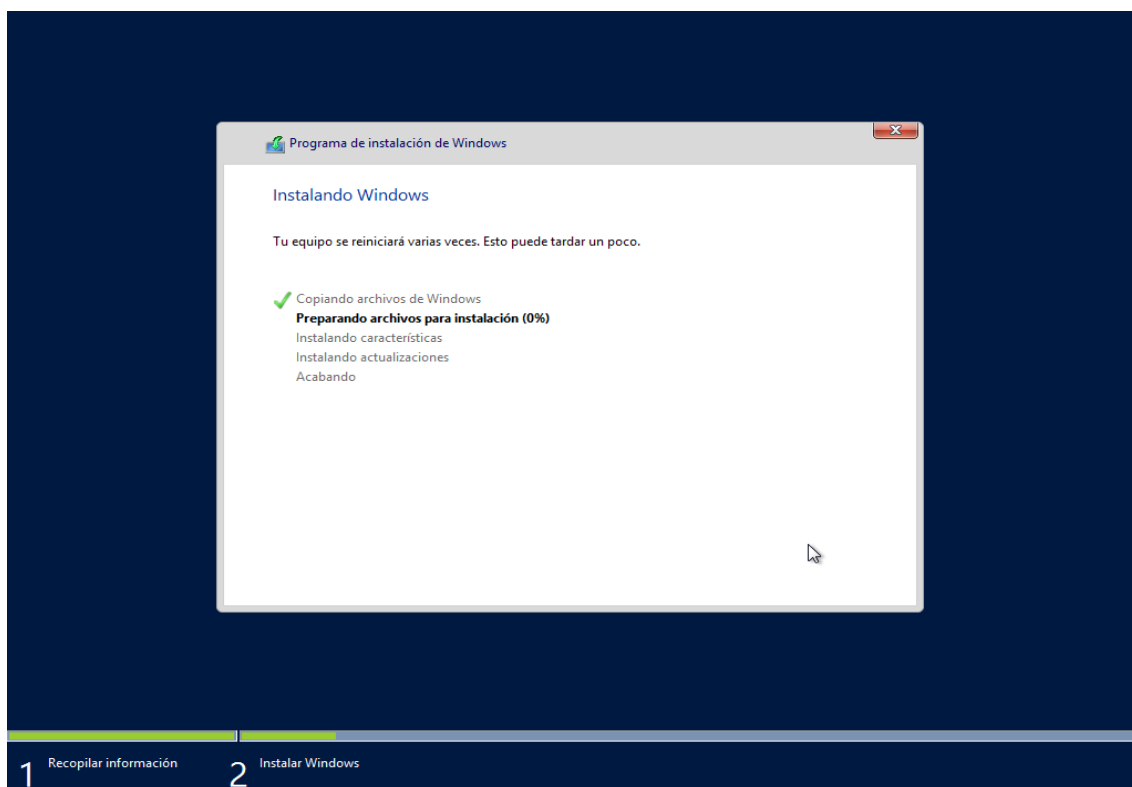 Programa de instalación de Windows
Instalando Windows
Tu equipo se reiniciará varias veces. Esto puede tardar un poco.
Copiando archivos de Windows
Preparando archivos para instalación (0%)
Instalando características
Instalando actualizaciones
Acabando
1 Recopilar información
2 Instalar Windows